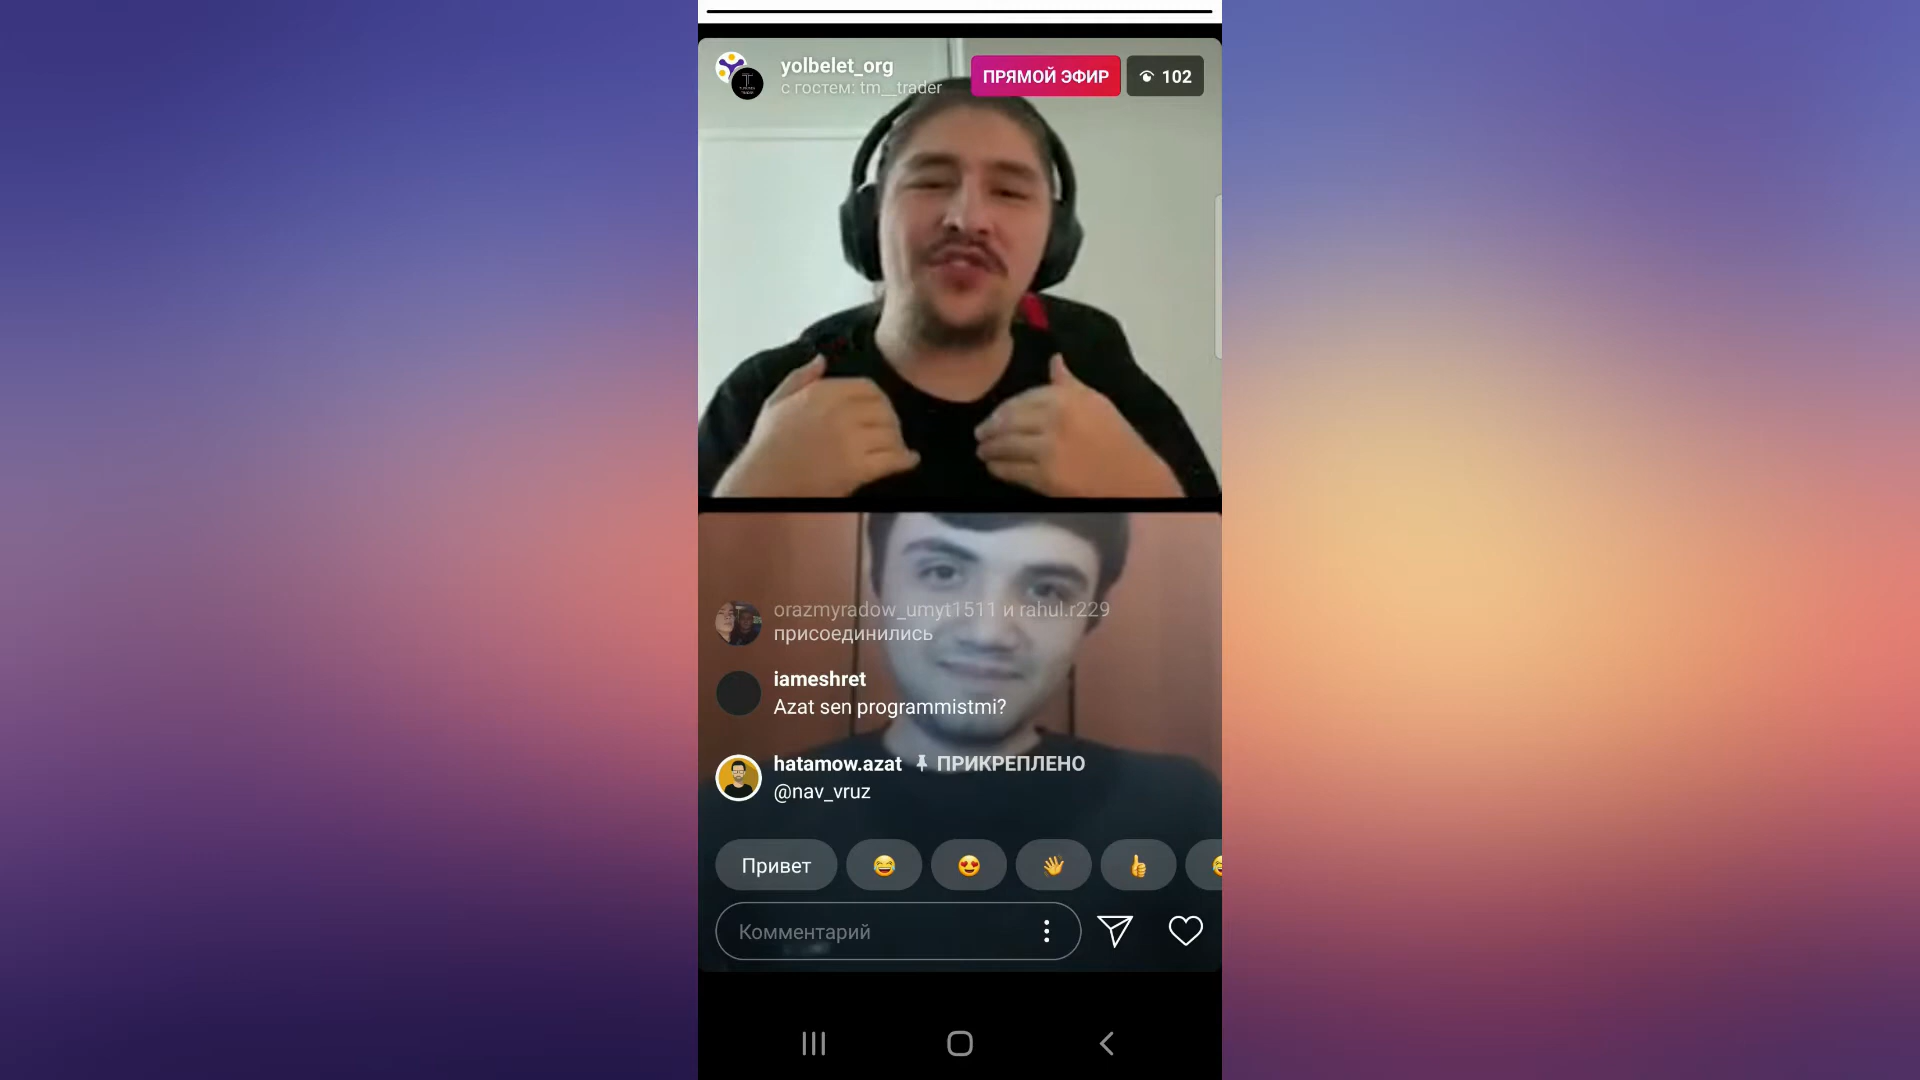 yolbelet_org
с гостем: tm__trader
ПРЯМОЙ ЭФИР
102
orazmyradow_umyt1511 и rahul.r229
присоединились
iameshret
Azat sen programmistmi?
hatamow.azat ПРИКРЕПЛЕНО
@nav_vruz
Привет
Комментарий